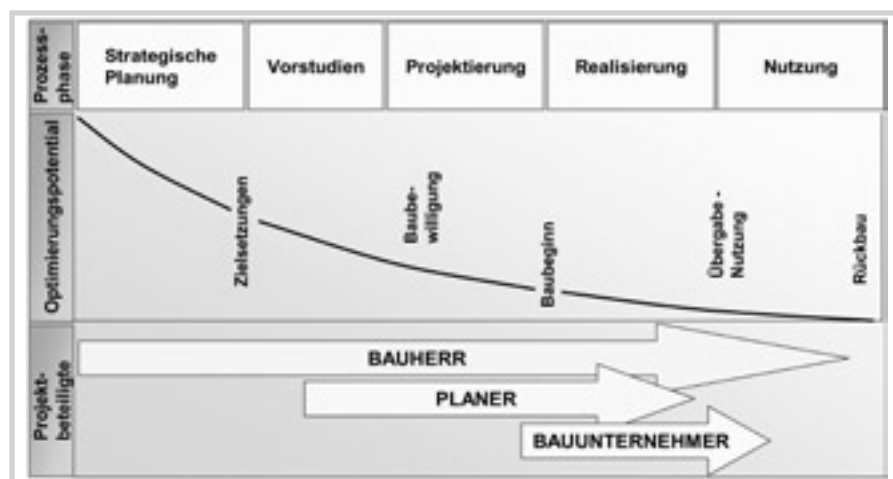 Prozess-
phase
Strategische
Planung
Vorstudien
Projektierung
Realisierung
Nutzung
Optimierungspotential
Zielsetzungen
Baube-
willigung
Baubeginn
Übergabe -
Nutzung
Rückbau
Projekt-
beteiligte
BAUHERR
PLANER
BAUUNTERNEHMER